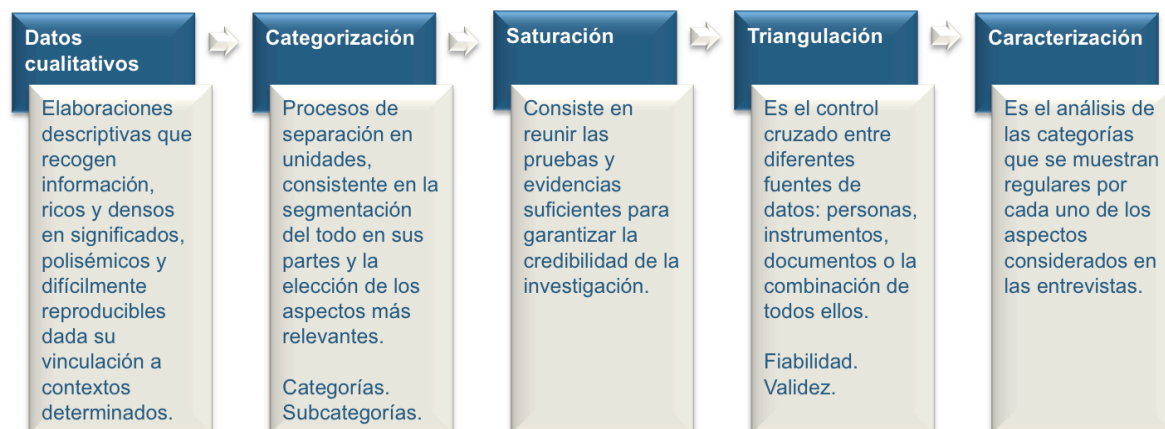 Datos
cualitativos
Elaboraciones
descriptivas que
recogen
información,
ricos y densos
en significados,
polisémicos y
difícilmente
reproducibles
dada su
vinculación a
contextos
determinados.
Categorización
Procesos de
separación en
unidades,
consistente en la
segmentación
del todo en sus
partes y la
elección de los
aspectos más
relevantes.
Categorías.
Subcategorías.
Saturación
Consiste en
reunir las
pruebas y
evidencias
suficientes para
garantizar la
credibilidad de la
investigación.
Triangulación
Es el control
cruzado entre
diferentes
fuentes de
datos: personas,
instrumentos,
documentos o la
combinación de
todos ellos.
Fiabilidad.
Validez.
Caracterización
Es el análisis de
las categorías
que se muestran
regulares por
cada uno de los
aspectos
considerados en
las entrevistas.